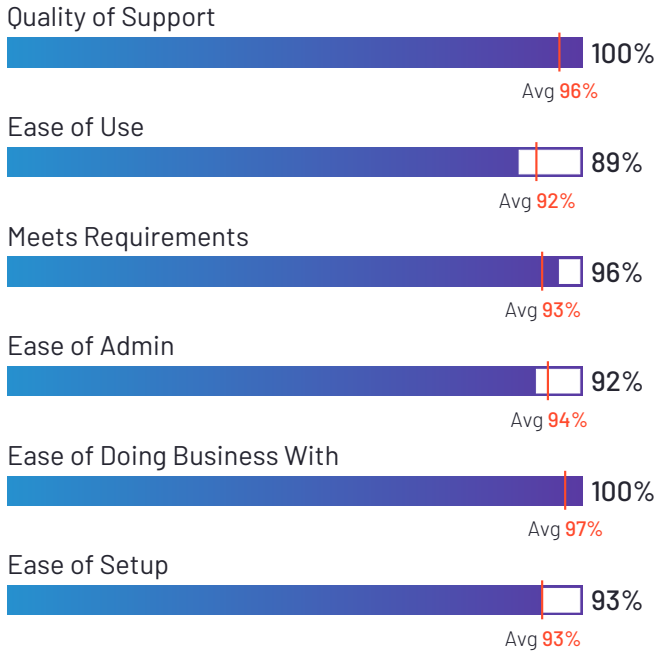 Quality of Support
100%
Avg 96%
Ease of Use
89%
Avg 92%
Meets Requirements
96%
Avg 93%
Ease of Admin
92%
Avg 94%
Ease of Doing Business With
100%
Avg 97%
Ease of Setup
93%
Avg 93%